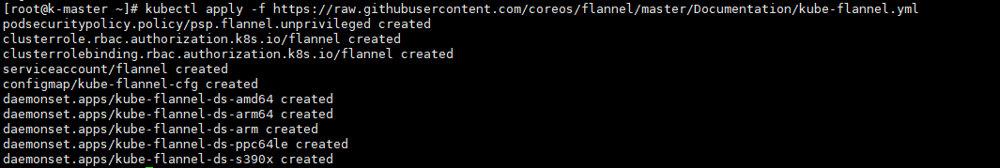 [root@k-master ~]# kubectl apply -f https://raw.githubusercontent.com/coreos/flannel/master/Documentation/kube-flannel.yml
podsecuritypolicy.policy/psp.flannel.unprivileged created
clusterrole.rbac.authorization.k8s.io/flannel created
clusterrolebinding.rbac.authorization.k8s.io/flannel created
serviceaccount/flannel created
configmap/kube-flannel-cfg created
daemonset.apps/kube-flannel-ds-amd64 created
daemonset.apps/kube-flannel-ds-arm64 created
daemonset.apps/kube-flannel-ds-arm created
daemonset.apps/kube-flannel-ds-ppc64le created
daemonset.apps/kube-flannel-ds-s390x created